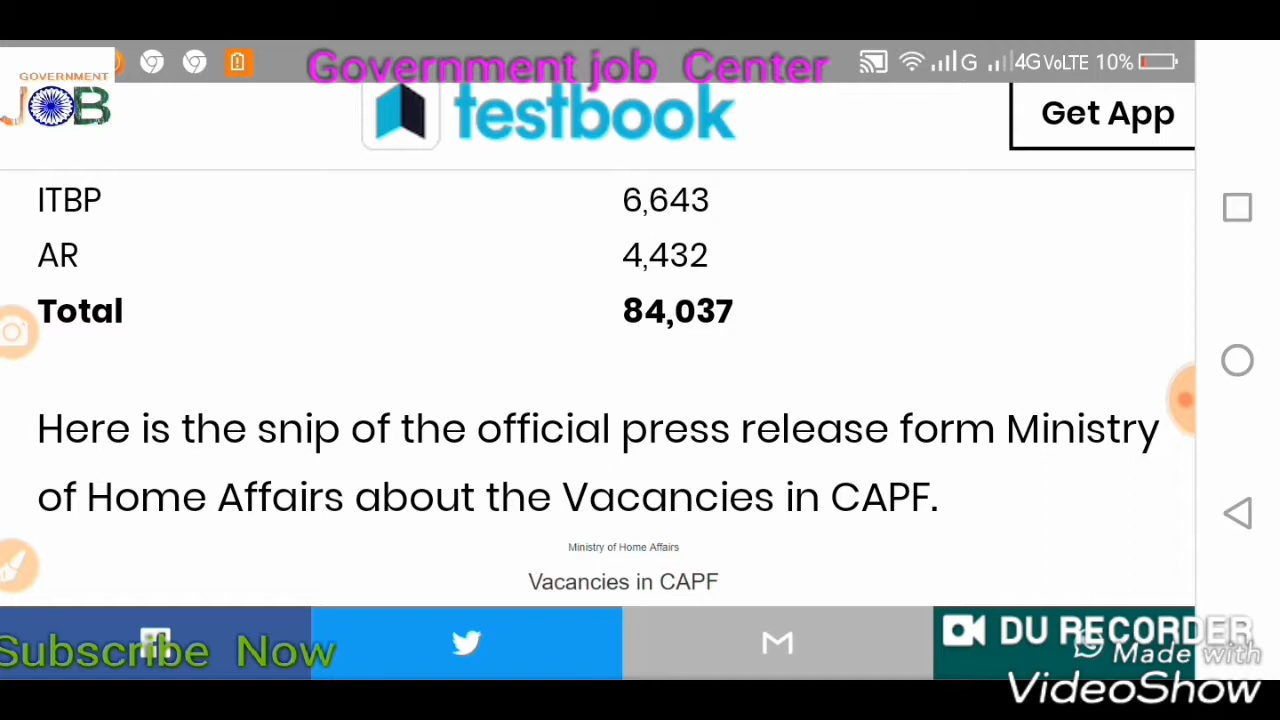 Government job Center
4G VoLTE 10%
GOVERNMENT
JOB
testbook
Get App
ITBP 6,643
AR 4,432
Total 84,037
Here is the snip of the official press release form Ministry
of Home Affairs about the Vacancies in CAPF.
Ministry of Home Affairs
Vacancies in CAPF
Subscribe Now
DU RECORDER
Made with
VideoShow